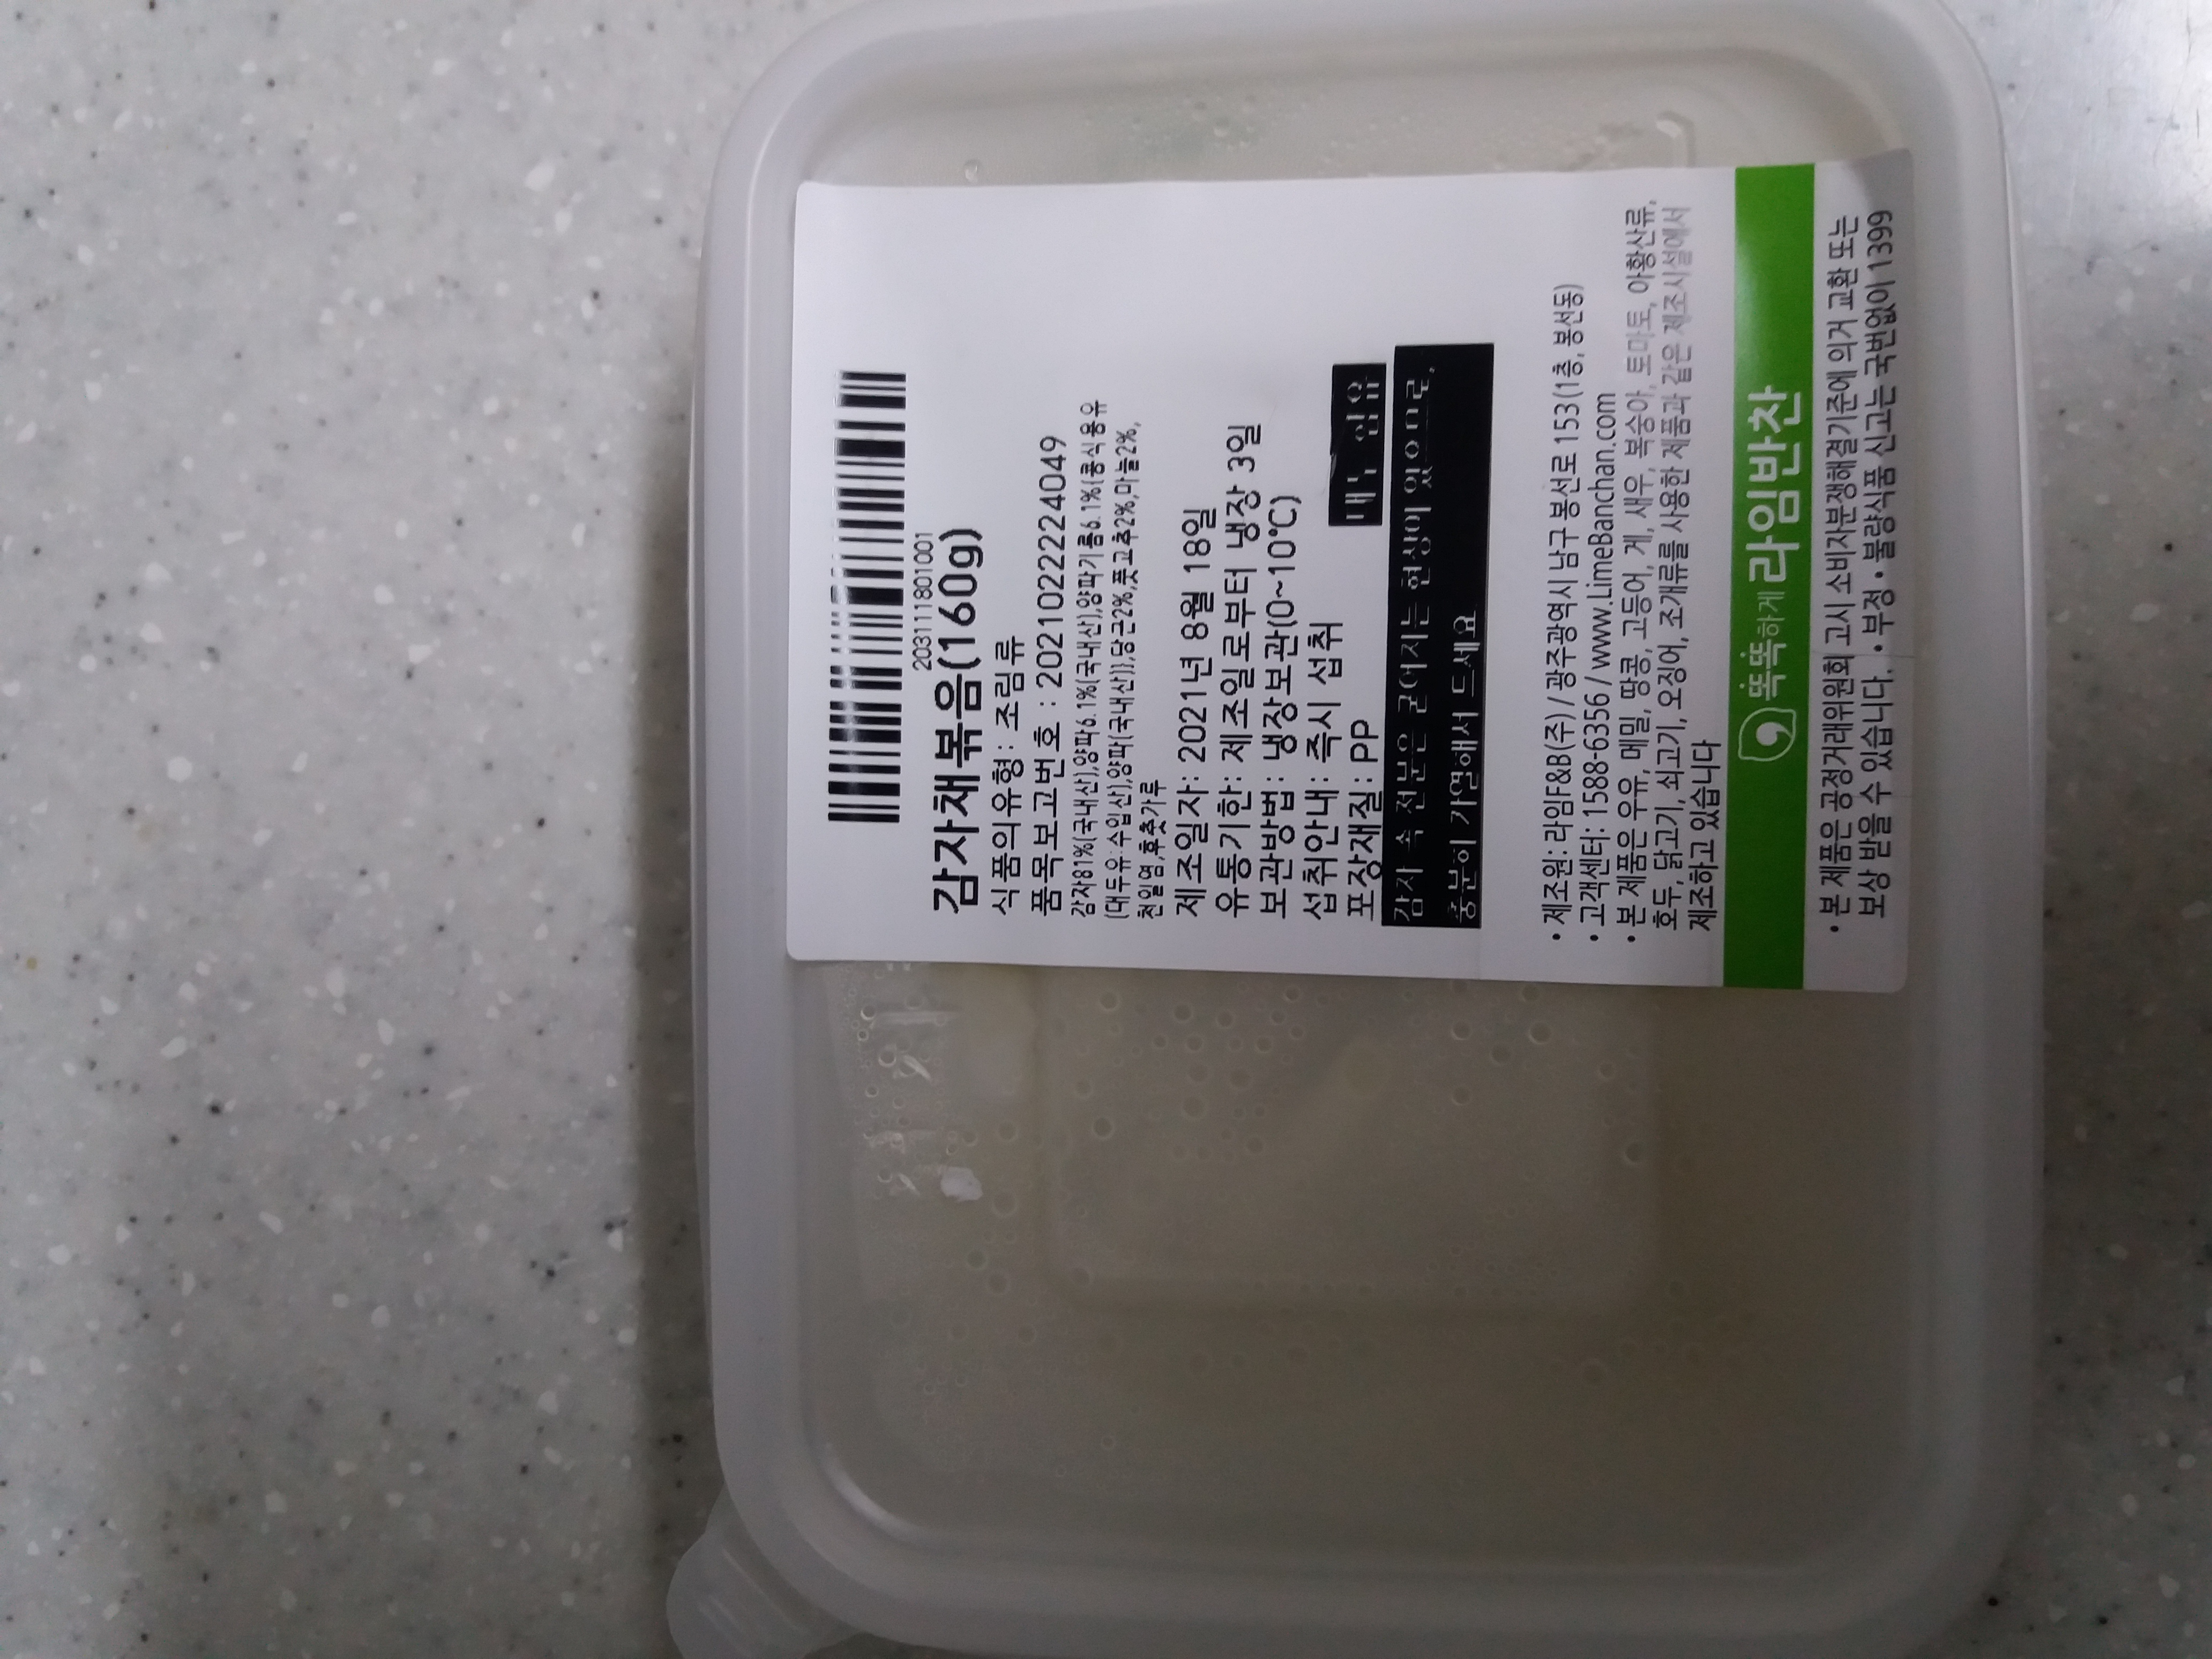 2031111801001
감자채볶음(160g)
식품의유형: 조림류
품목보고번호 : 2021022224049
감자81%(국내산),양파6.1%(국내산),양파기름6.1%{콩식용유
(대두유:수입산),양파(국내산)},당근2%,풋고추2%,마늘2%,
천일염,후춧가루
제조일자: 2021년 8월 18일
유통기한: 제조일로부터 냉장 3일
보관방법 : 냉장보관(0~10℃)
섭취안내: 즉시 섭취
포장재질: PP
대두 함유
감자 속 전분은 굳어지는 현상이 있으므로,
충분히 가열해서 드세요
• 제조원: 라임F&B(주) / 광주광역시 남구 봉선로 153(1층, 봉선동)
• 고객센터: 1588-6356 / www.LimeBanchan.com
• 본 제품은 우유, 메밀, 땅콩, 고등어, 게, 새우, 복숭아, 토마토, 아황산류,
호두, 닭고기, 쇠고기, 오징어, 조개류를 사용한 제품과 같은 제조시설에서
제조하고 있습니다
똑똑하게 라임반찬
• 본 제품은 공정거래위원회 고시 소비자분쟁해결기준에 의거 교환 또는
보상 받을 수 있습니다. • 부정 • 불량식품 신고는 국번없이 1399